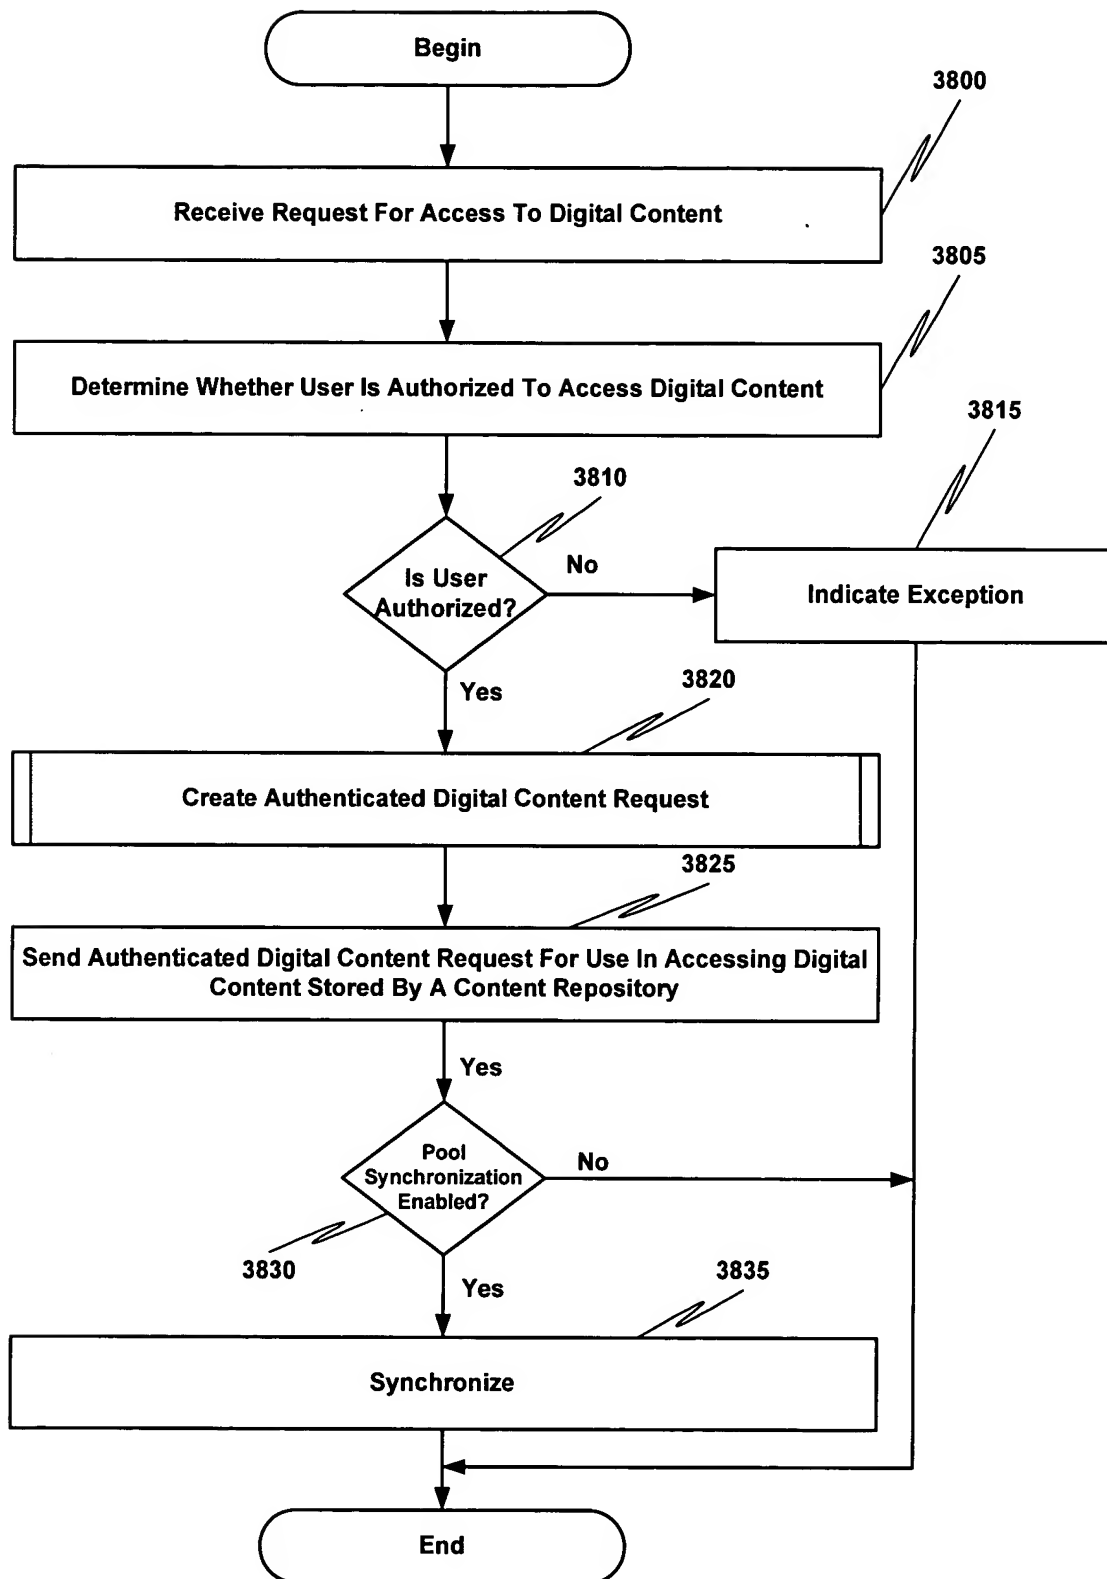 Begin
3800
Receive Request For Access To Digital Content
3805
Determine Whether User Is Authorized To Access Digital Content
3815
3810
No
Is User
Authorized?
Indicate Exception
Yes
3820
Create Authenticated Digital Content Request
3825
Send Authenticated Digital Content Request For Use In Accessing Digital
Content Stored By A Content Repository
Yes
Pool
Synchronization
Enabled?
No
3830
Yes
3835
Synchronize
End